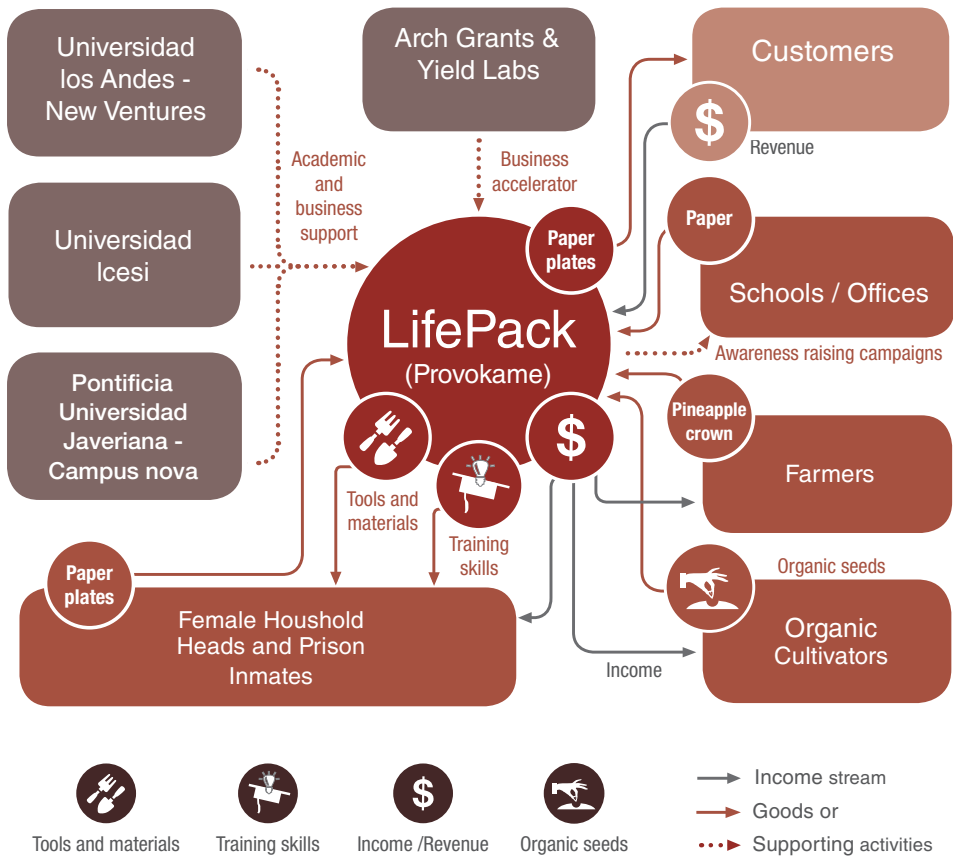 Universidad
los Andes -
New Ventures
Arch Grants &
Yield Labs
Customers
$
Revenue
Academic
and
business
support
Business
accelerator
Universidad
Icesi
Paper
plates
Paper
Schools / Offices
LifePack
(Provokame)
Awareness raising campaigns
Pontificia
Universidad
Javeriana -
Campus nova
Pineapple
crown
Farmers
$
Tools and
materials
Training
skills
Paper
plates
Organic seeds
Female Houshold
Heads and Prison
Inmates
Organic
Cultivators
Income
$
Tools and materials
Training skills
Income /Revenue
Organic seeds
Income stream
Goods or
Supporting activities